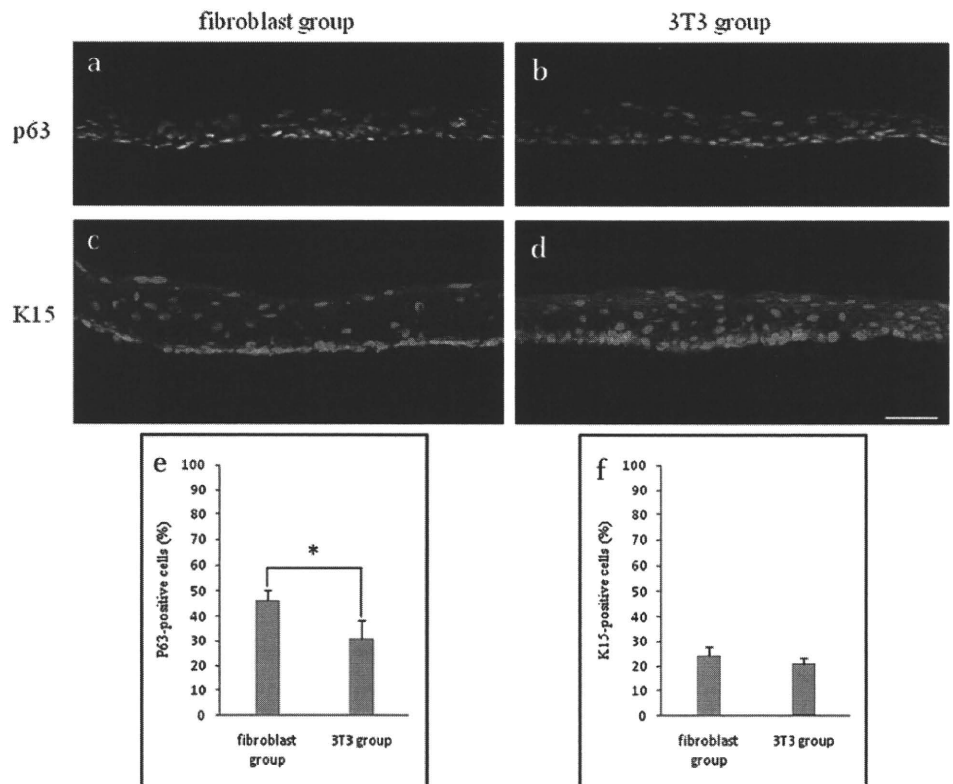 fibroblast group
3T3 group
p63
a
b
K15
c
d
e
P63-positive cells (%)
100
90
80
70
60
50
40
30
20
10
0
*
fibroblast
group
3T3 group
f
K15-positive cells (%)
100
90
80
70
60
50
40
30
20
10
0
fibroblast
group
3T3 group